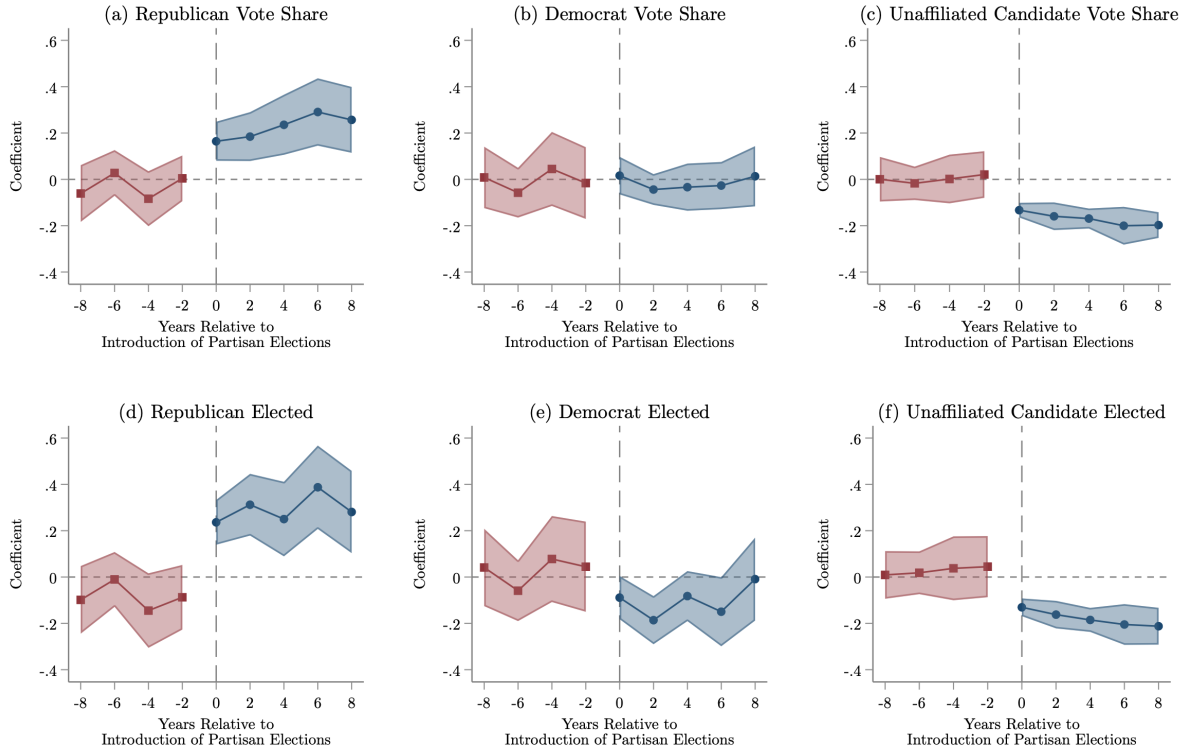 (a) Republican Vote Share
.6
.4
.2
0
-.2
-.4
Coefficient
-8 -6 -4 -2 0 2 4 6 8
Years Relative to
Introduction of Partisan Elections
(b) Democrat Vote Share
.6
.4
.2
0
-.2
-.4
Coefficient
-8 -6 -4 -2 0 2 4 6 8
Years Relative to
Introduction of Partisan Elections
(c) Unaffiliated Candidate Vote Share
.6
.4
.2
0
-.2
-.4
Coefficient
-8 -6 -4 -2 0 2 4 6 8
Years Relative to
Introduction of Partisan Elections
(d) Republican Elected
.6
.4
.2
0
-.2
-.4
Coefficient
-8 -6 -4 -2 0 2 4 6 8
Years Relative to
Introduction of Partisan Elections
(e) Democrat Elected
.6
.4
.2
0
-.2
-.4
Coefficient
-8 -6 -4 -2 0 2 4 6 8
Years Relative to
Introduction of Partisan Elections
(f) Unaffiliated Candidate Elected
.6
.4
.2
0
-.2
-.4
Coefficient
-8 -6 -4 -2 0 2 4 6 8
Years Relative to
Introduction of Partisan Elections